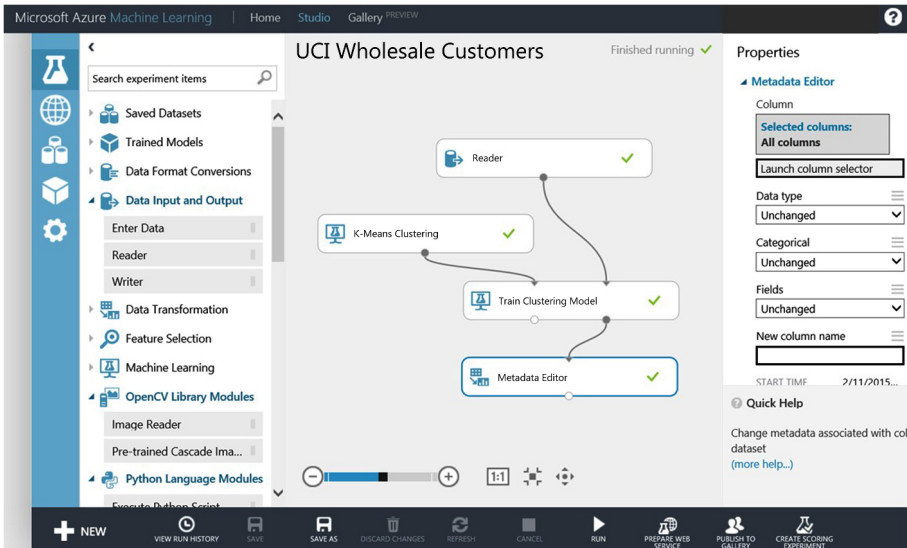 Microsoft Azure Machine Learning | Home Studio Gallery PREVIEW ?
Search experiment items
Saved Datasets
Trained Models
Data Format Conversions
Data Input and Output
Enter Data
Reader
Writer
Data Transformation
Feature Selection
Machine Learning
OpenCV Library Modules
Image Reader
Pre-trained Cascade Ima...
Python Language Modules
Execute Python Script
UCI Wholesale Customers
Finished running
Reader
K-Means Clustering
Train Clustering Model
Metadata Editor
1:1
Properties
Metadata Editor
Column
Selected columns:
All columns
Launch column selector
Data type
Unchanged
Categorical
Unchanged
Fields
Unchanged
New column name
START TIME 2/11/2015...
Quick Help
Change metadata associated with col
dataset
(more help...)
NEW
VIEW RUN HISTORY
SAVE
SAVE AS
DISCARD CHANGES
REFRESH
CANCEL
RUN
PREPARE WEB
SERVICE
PUBLISH TO
GALLERY
CREATE SCORING
EXPERIMENT